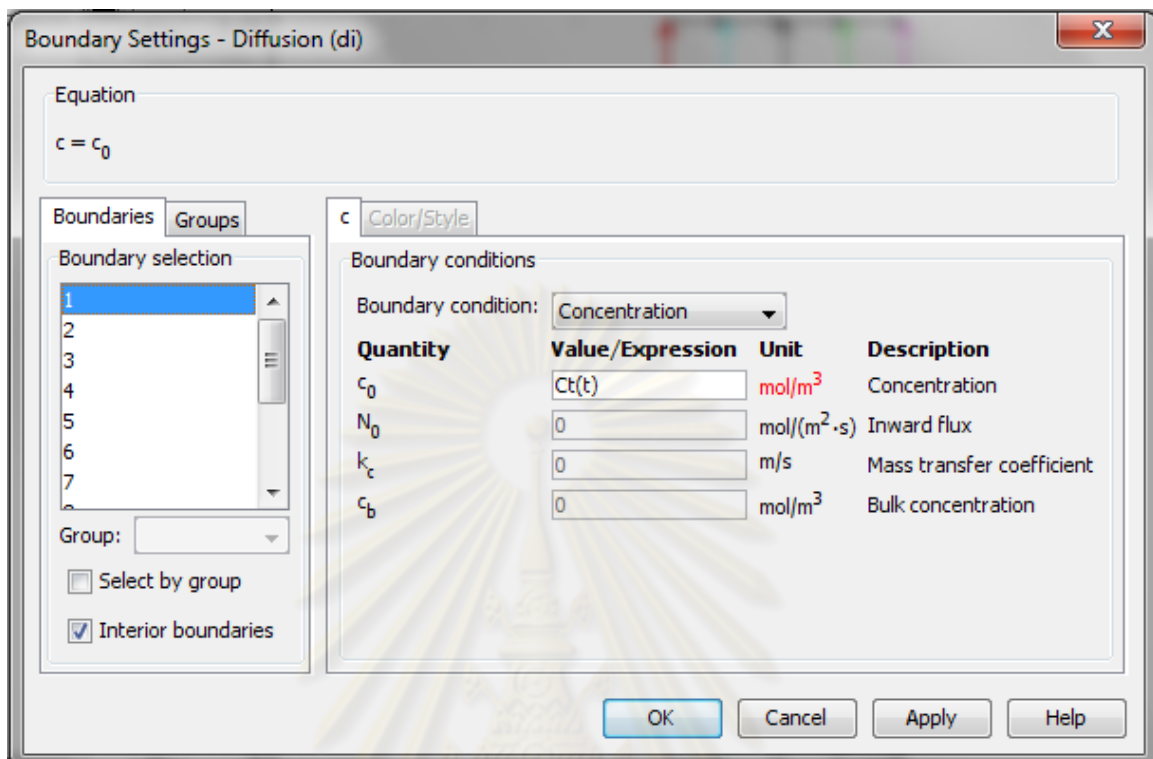 Boundary Settings - Diffusion (di)
Equation
c = c₀
Boundaries Groups
Boundary selection
1
2
3
4
5
6
7
Group:
Select by group
Interior boundaries
c Color/Style
Boundary conditions
Boundary condition: Concentration
Quantity Value/Expression Unit Description
c₀ Ct(t) mol/m³ Concentration
N₀ 0 mol/(m²·s) Inward flux
k꜀ 0 m/s Mass transfer coefficient
c_b 0 mol/m³ Bulk concentration
OK Cancel Apply Help